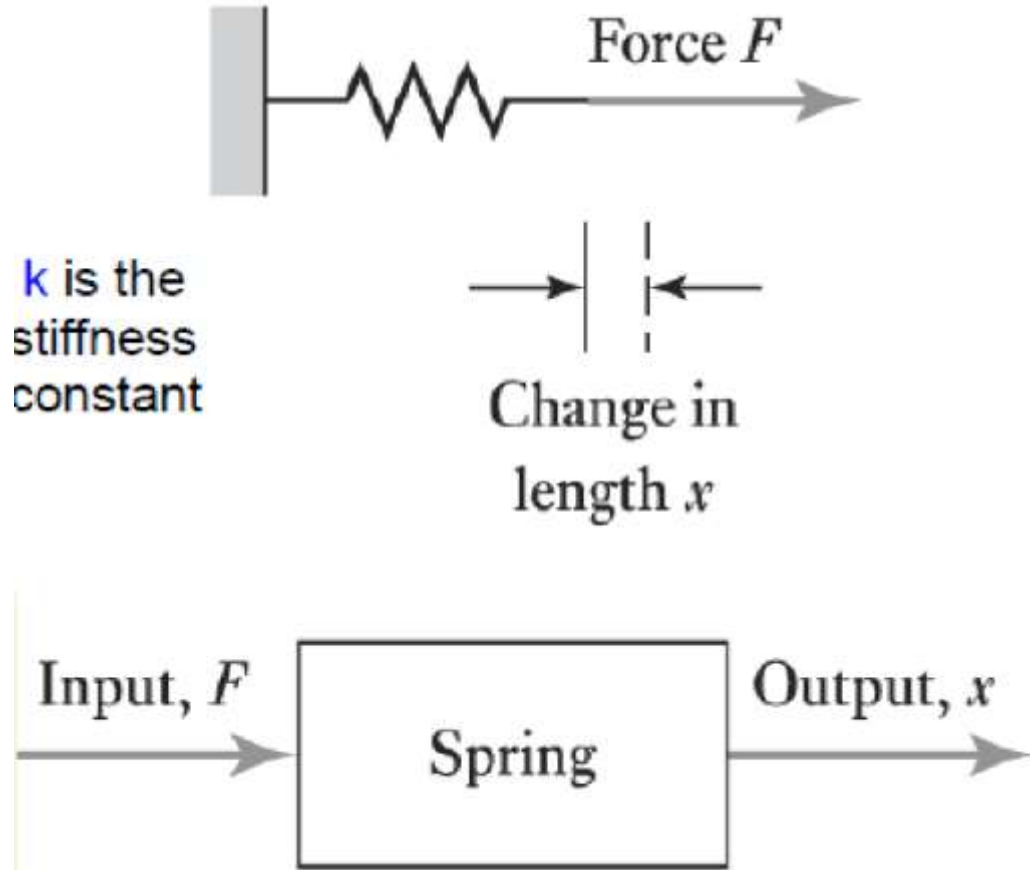 Force F
k is the
stiffness
constant
Change in
length x
Input, F
Spring
Output, x